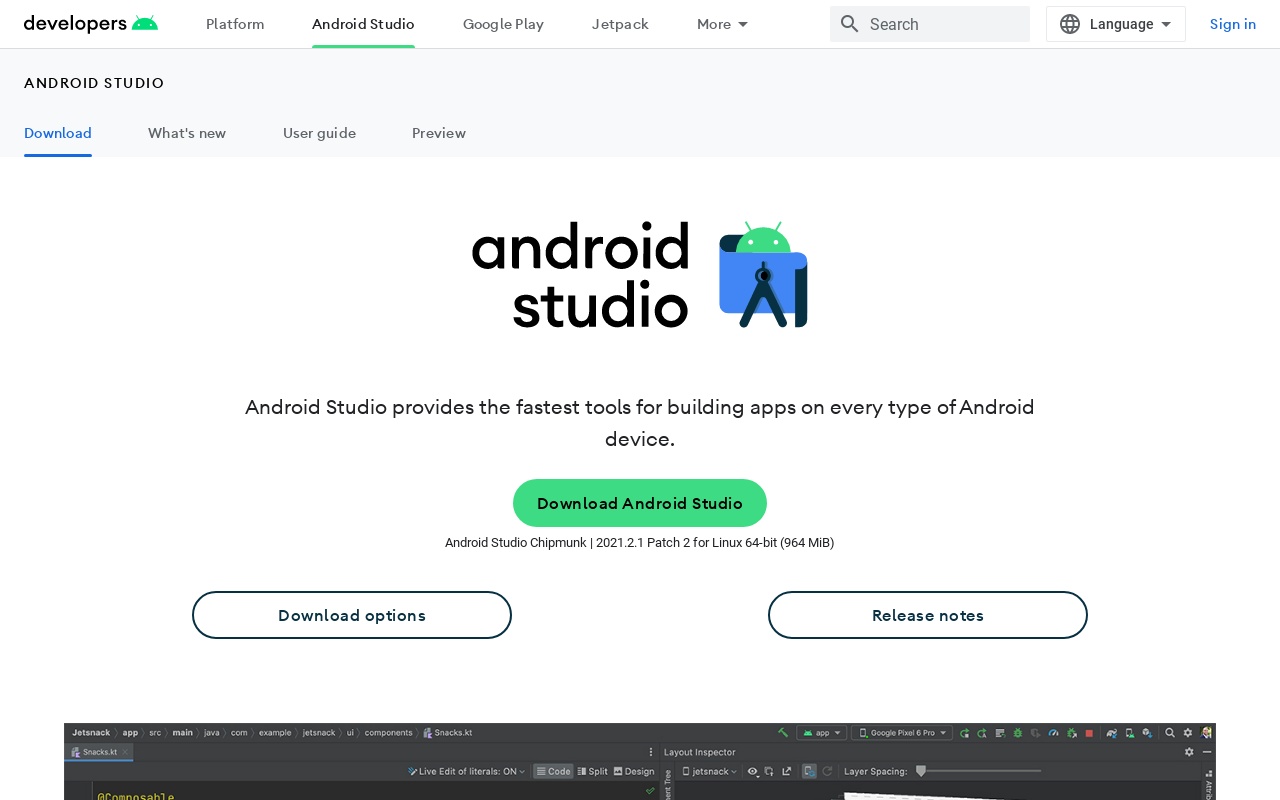 developers
Platform
Android Studio
Google Play
Jetpack
More
Search
Language
Sign in
ANDROID STUDIO
Download
What's new
User guide
Preview
android
studio
Android Studio provides the fastest tools for building apps on every type of Android
device.
Download Android Studio
Android Studio Chipmunk | 2021.2.1 Patch 2 for Linux 64-bit (964 MiB)
Download options
Release notes
Jetsnack
app
src
main
java
com
example
jetsnack
ui
components
Snacks.kt
app
Google Pixel 6 Pro
Snacks.kt
Layout Inspector
Live Edit of literals: ON
Code
Split
Design
jetsnack
Layer Spacing:
@Composable